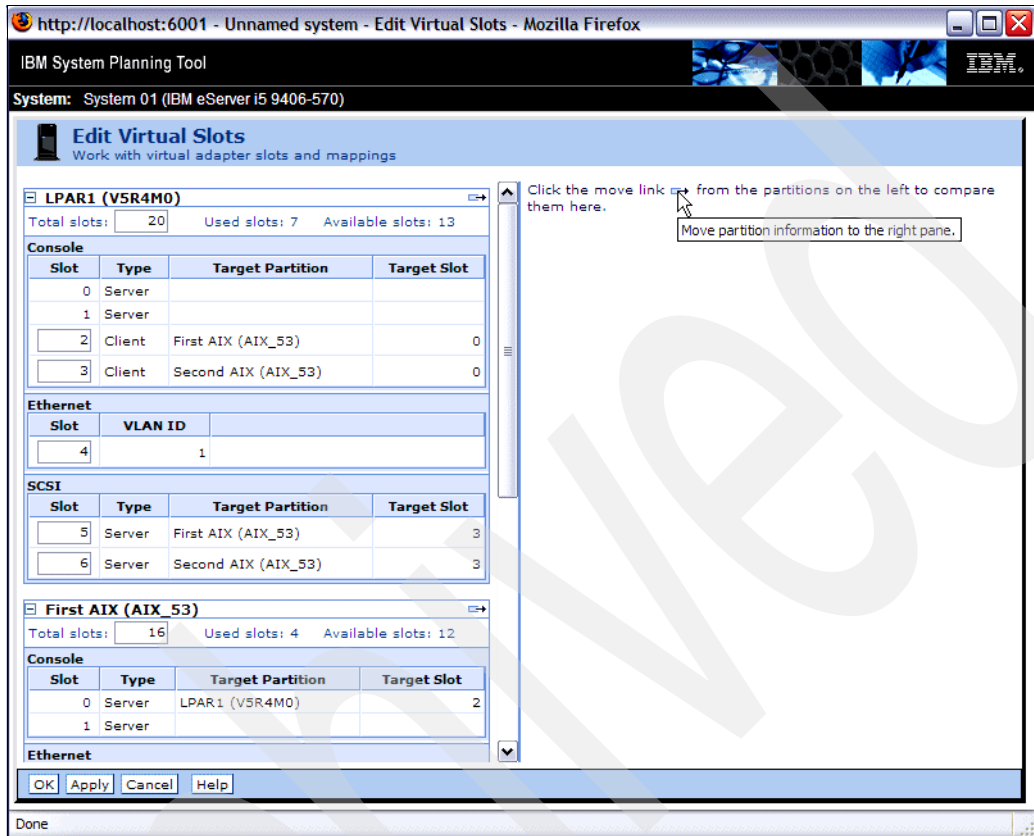 http://localhost:6001 - Unnamed system - Edit Virtual Slots - Mozilla Firefox
IBM System Planning Tool
IBM.
System: System 01 (IBM eServer i5 9406-570)
Edit Virtual Slots
Work with virtual adapter slots and mappings
LPAR1 (V5R4M0)
Total slots: 20 Used slots: 7 Available slots: 13
Console
Slot Type Target Partition Target Slot
0 Server
1 Server
2 Client First AIX (AIX_53) 0
3 Client Second AIX (AIX_53) 0
Ethernet
Slot VLAN ID
4 1
SCSI
Slot Type Target Partition Target Slot
5 Server First AIX (AIX_53) 3
6 Server Second AIX (AIX_53) 3
First AIX (AIX_53)
Total slots: 16 Used slots: 4 Available slots: 12
Console
Slot Type Target Partition Target Slot
0 Server LPAR1 (V5R4M0) 2
1 Server
Ethernet
Click the move link from the partitions on the left to compare
them here.
Move partition information to the right pane.
OK Apply Cancel Help
Done